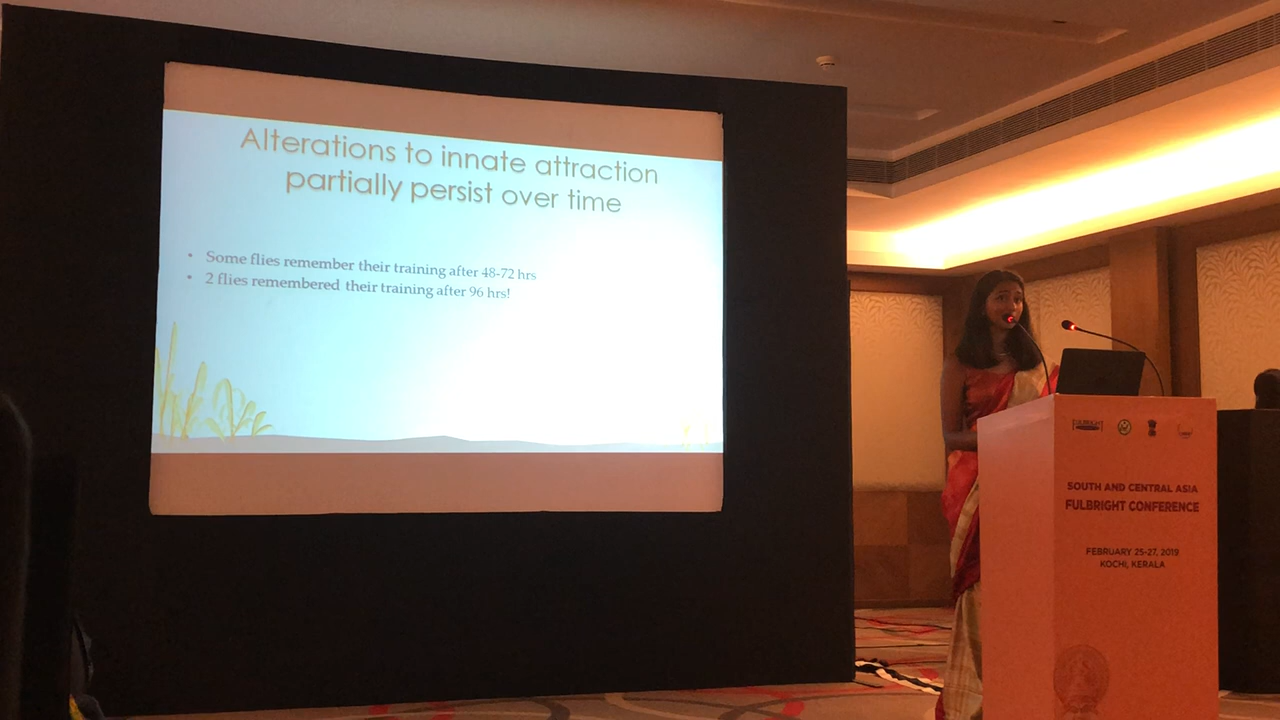 Alterations to innate attraction
partially persist over time
• Some flies remember their training after 48-72 hrs
• 2 flies remembered their training after 96 hrs!
FULBRIGHT
SOUTH AND CENTRAL ASIA
FULBRIGHT CONFERENCE
FEBRUARY 25-27, 2019
KOCHI, KERALA